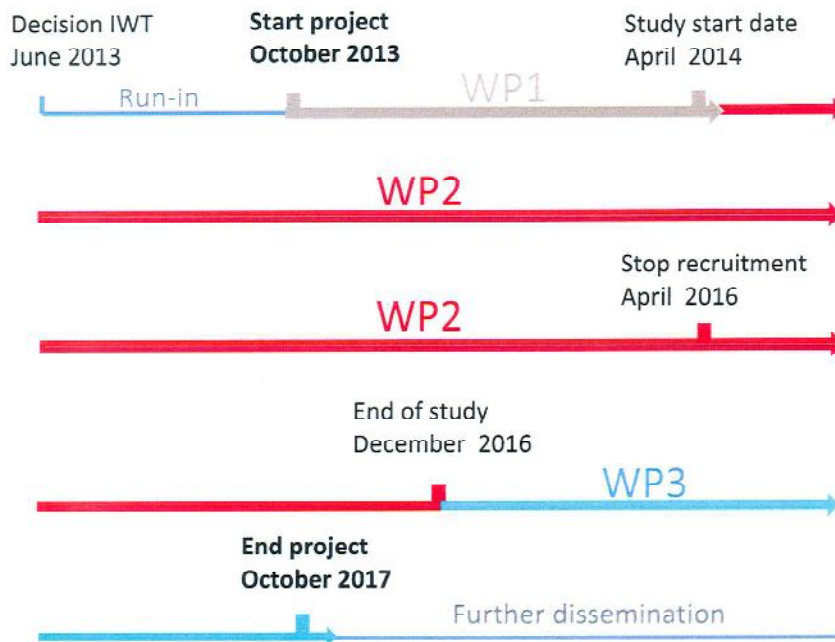 Decision IWT
June 2013
Start project
October 2013
Study start date
April 2014
Run-in
WP1
WP2
Stop recruitment
April 2016
WP2
End of study
December 2016
WP3
End project
October 2017
Further dissemination